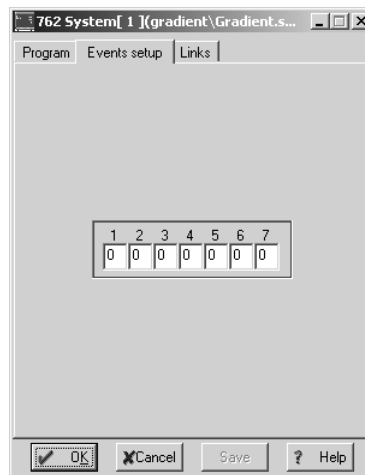 762 System[ 1 ](gradient\Gradient.s...
Program Events setup Links
1 2 3 4 5 6 7
0 0 0 0 0 0 0
OK Cancel Save ? Help